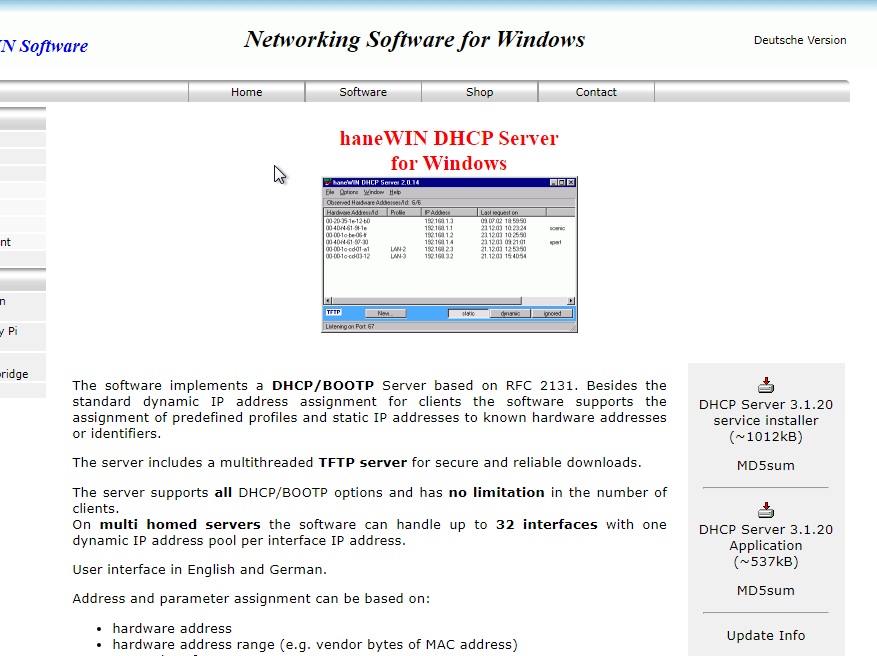 N Software
Networking Software for Windows
Deutsche Version
Home
Software
Shop
Contact
nt
n
y Pi
ridge
haneWIN DHCP Server
for Windows
haneWIN DHCP Server 2.0.14
File Options Window Help
Observed Hardware Addresses/Id: 6/6
Hardware Address/Id Profile IP Address Last request on
00-20-35-1e-12-b0 192.168.1.3 09.07.02 18:59:50
00-40-f4-61-9f-1e 192.168.1.1 23.12.03 10:23:24 scenic
00-00-1c-be-06-ff 192.168.1.2 23.12.03 10:25:50
00-40-f4-61-97-30 192.168.1.4 23.12.03 09:21:01 xpert
00-00-1c-cd-01-a1 LAN-2 192.168.2.3 21.12.03 12:53:50
00-00-1c-cd-03-12 LAN-3 192.168.3.2 21.12.03 15:40:54
TFTP New... static dynamic ignored
Listening on Port: 67
The software implements a DHCP/BOOTP Server based on RFC 2131. Besides the
standard dynamic IP address assignment for clients the software supports the
assignment of predefined profiles and static IP addresses to known hardware addresses
or identifiers.
The server includes a multithreaded TFTP server for secure and reliable downloads.
The server supports all DHCP/BOOTP options and has no limitation in the number of
clients.
On multi homed servers the software can handle up to 32 interfaces with one
dynamic IP address pool per interface IP address.
User interface in English and German.
Address and parameter assignment can be based on:
• hardware address
• hardware address range (e.g. vendor bytes of MAC address)
DHCP Server 3.1.20
service installer
(~1012kB)
MD5sum
DHCP Server 3.1.20
Application
(~537kB)
MD5sum
Update Info